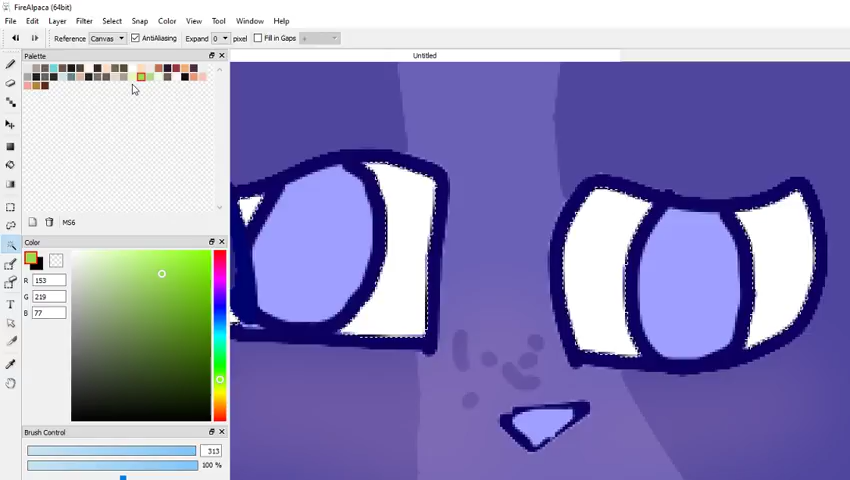 FireAlpaca (64bit)
File Edit Layer Filter Select Snap Color View Tool Window Help
Reference Canvas AntiAliasing Expand 0 pixel Fill in Gaps
Palette
Untitled
MS6
Color
R 153
G 219
B 77
Brush Control
313
100 %